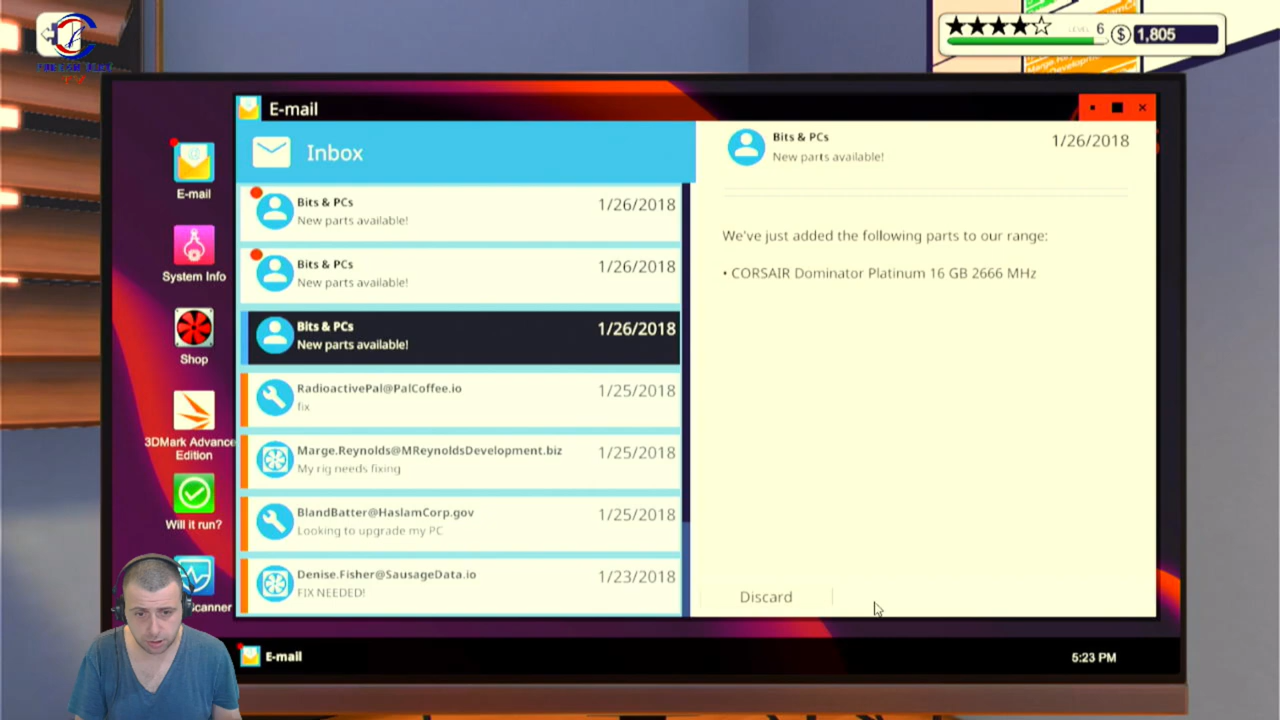 LEVEL 6 $ 1,805
E-mail
Inbox
Bits & PCs
New parts available!
1/26/2018
Bits & PCs
New parts available!
1/26/2018
Bits & PCs
New parts available!
1/26/2018
RadioactivePal@PalCoffee.io
fix
1/25/2018
Marge.Reynolds@MReynoldsDevelopment.biz
My rig needs fixing
1/25/2018
BlandBatter@HaslamCorp.gov
Looking to upgrade my PC
1/25/2018
Denise.Fisher@SausageData.io
FIX NEEDED!
1/23/2018
Bits & PCs
New parts available!
1/26/2018
We've just added the following parts to our range:
• CORSAIR Dominator Platinum 16 GB 2666 MHz
Discard
E-mail
System Info
Shop
3DMark Advance
Edition
Will it run?
Scanner
E-mail
5:23 PM